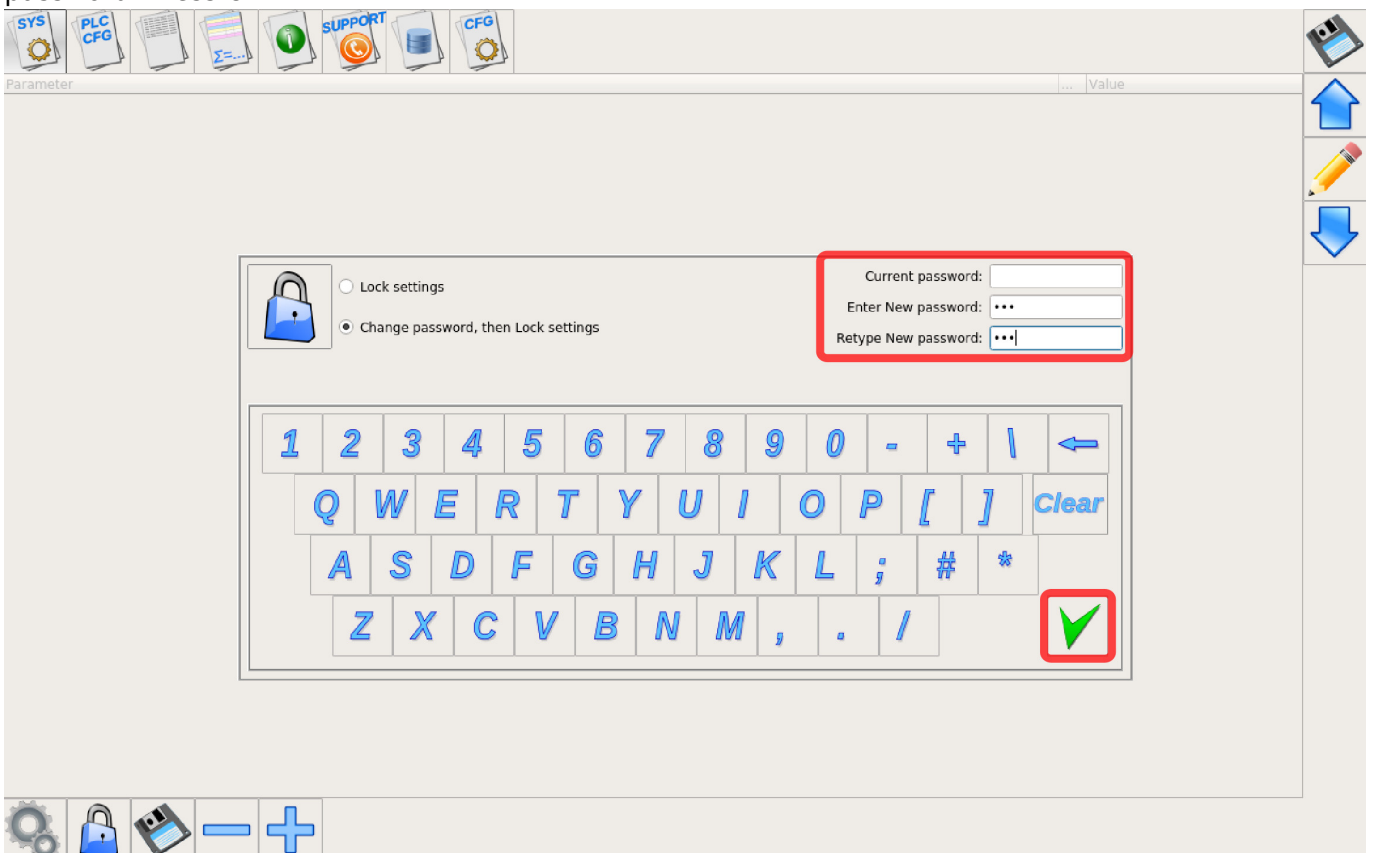 SYS
PLC
CFG
Σ=...
i
SUPPORT
CFG
Parameter ... Value
Lock settings
Change password, then Lock settings
Current password:
Enter New password: •••
Retype New password: •••
1 2 3 4 5 6 7 8 9 0 - + \
Q W E R T Y U I O P [ ] Clear
A S D F G H J K L ; # *
Z X C V B N M , . /